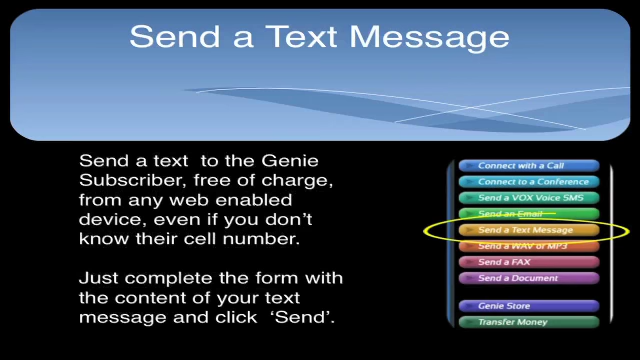 Send a Text Message
Send a text  to the Genie
Subscriber, free of charge,
from any web enabled
device, even if you don't
know their cell number.
Just complete the form with
the content of your text
message and click  ‘Send’.
Connect with a Call
Connect to a Conference
Send a VOX Voice SMS
Send an Email
Send a Text Message
Send a WAV or MP3
Send a FAX
Send a Document
Genie Store
Transfer Money